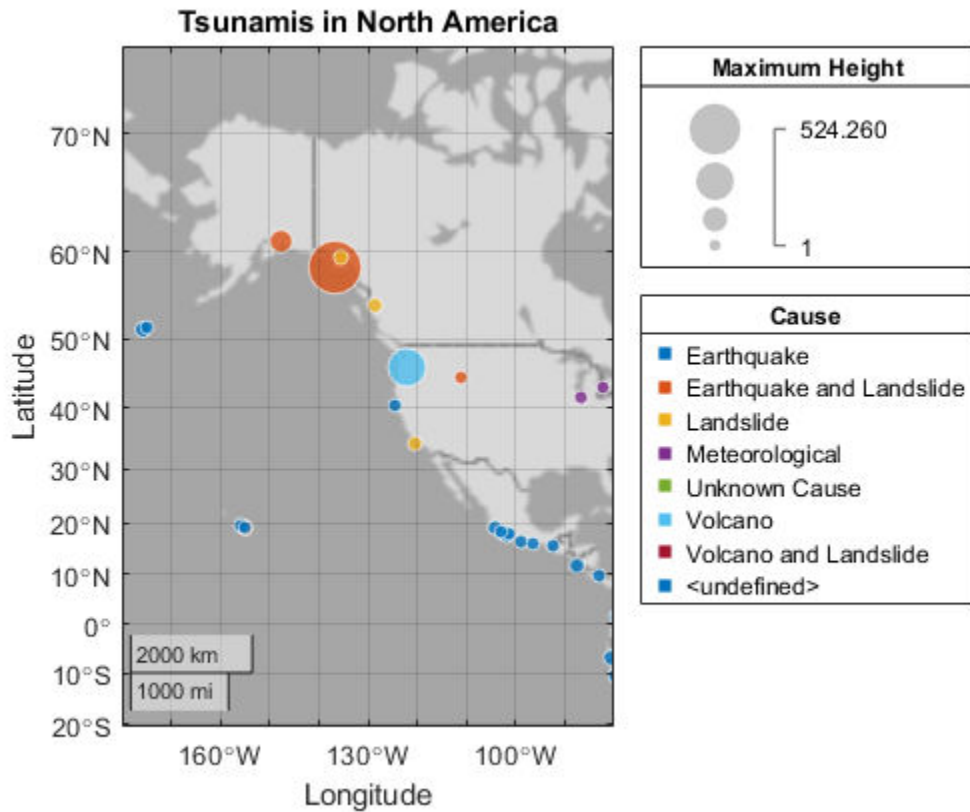 Tsunamis in North America
70°N
60°N
50°N
40°N
30°N
20°N
10°N
0°
10°S
20°S
Latitude
2000 km
1000 mi
160°W
130°W
100°W
Longitude
Maximum Height
524.260
1
Cause
Earthquake
Earthquake and Landslide
Landslide
Meteorological
Unknown Cause
Volcano
Volcano and Landslide
<undefined>